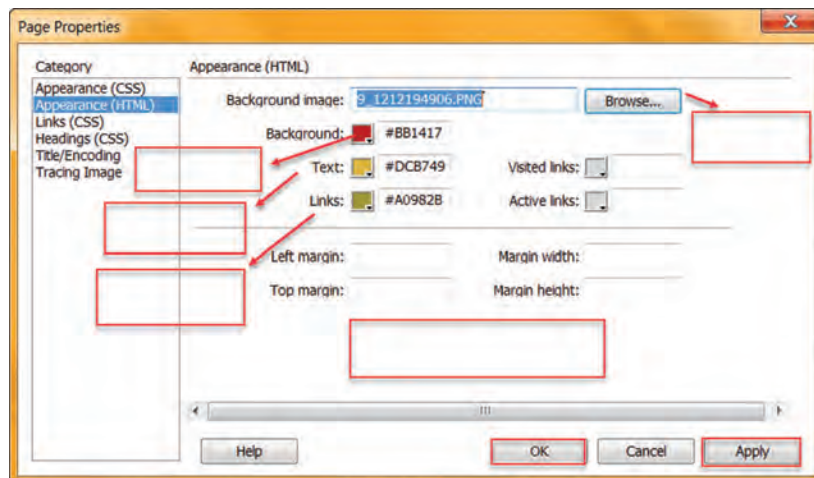 Page Properties
X
Category
Appearance (CSS)
Appearance (HTML)
Links (CSS)
Headings (CSS)
Title/Encoding
Tracing Image
Appearance (HTML)
Background image: 9_1212194906.PNG Browse...
Background: #BB1417
Text: #DCB749 Visited links:
Links: #A0982B Active links:
Left margin: Margin width:
Top margin: Margin height:
Help OK Cancel Apply